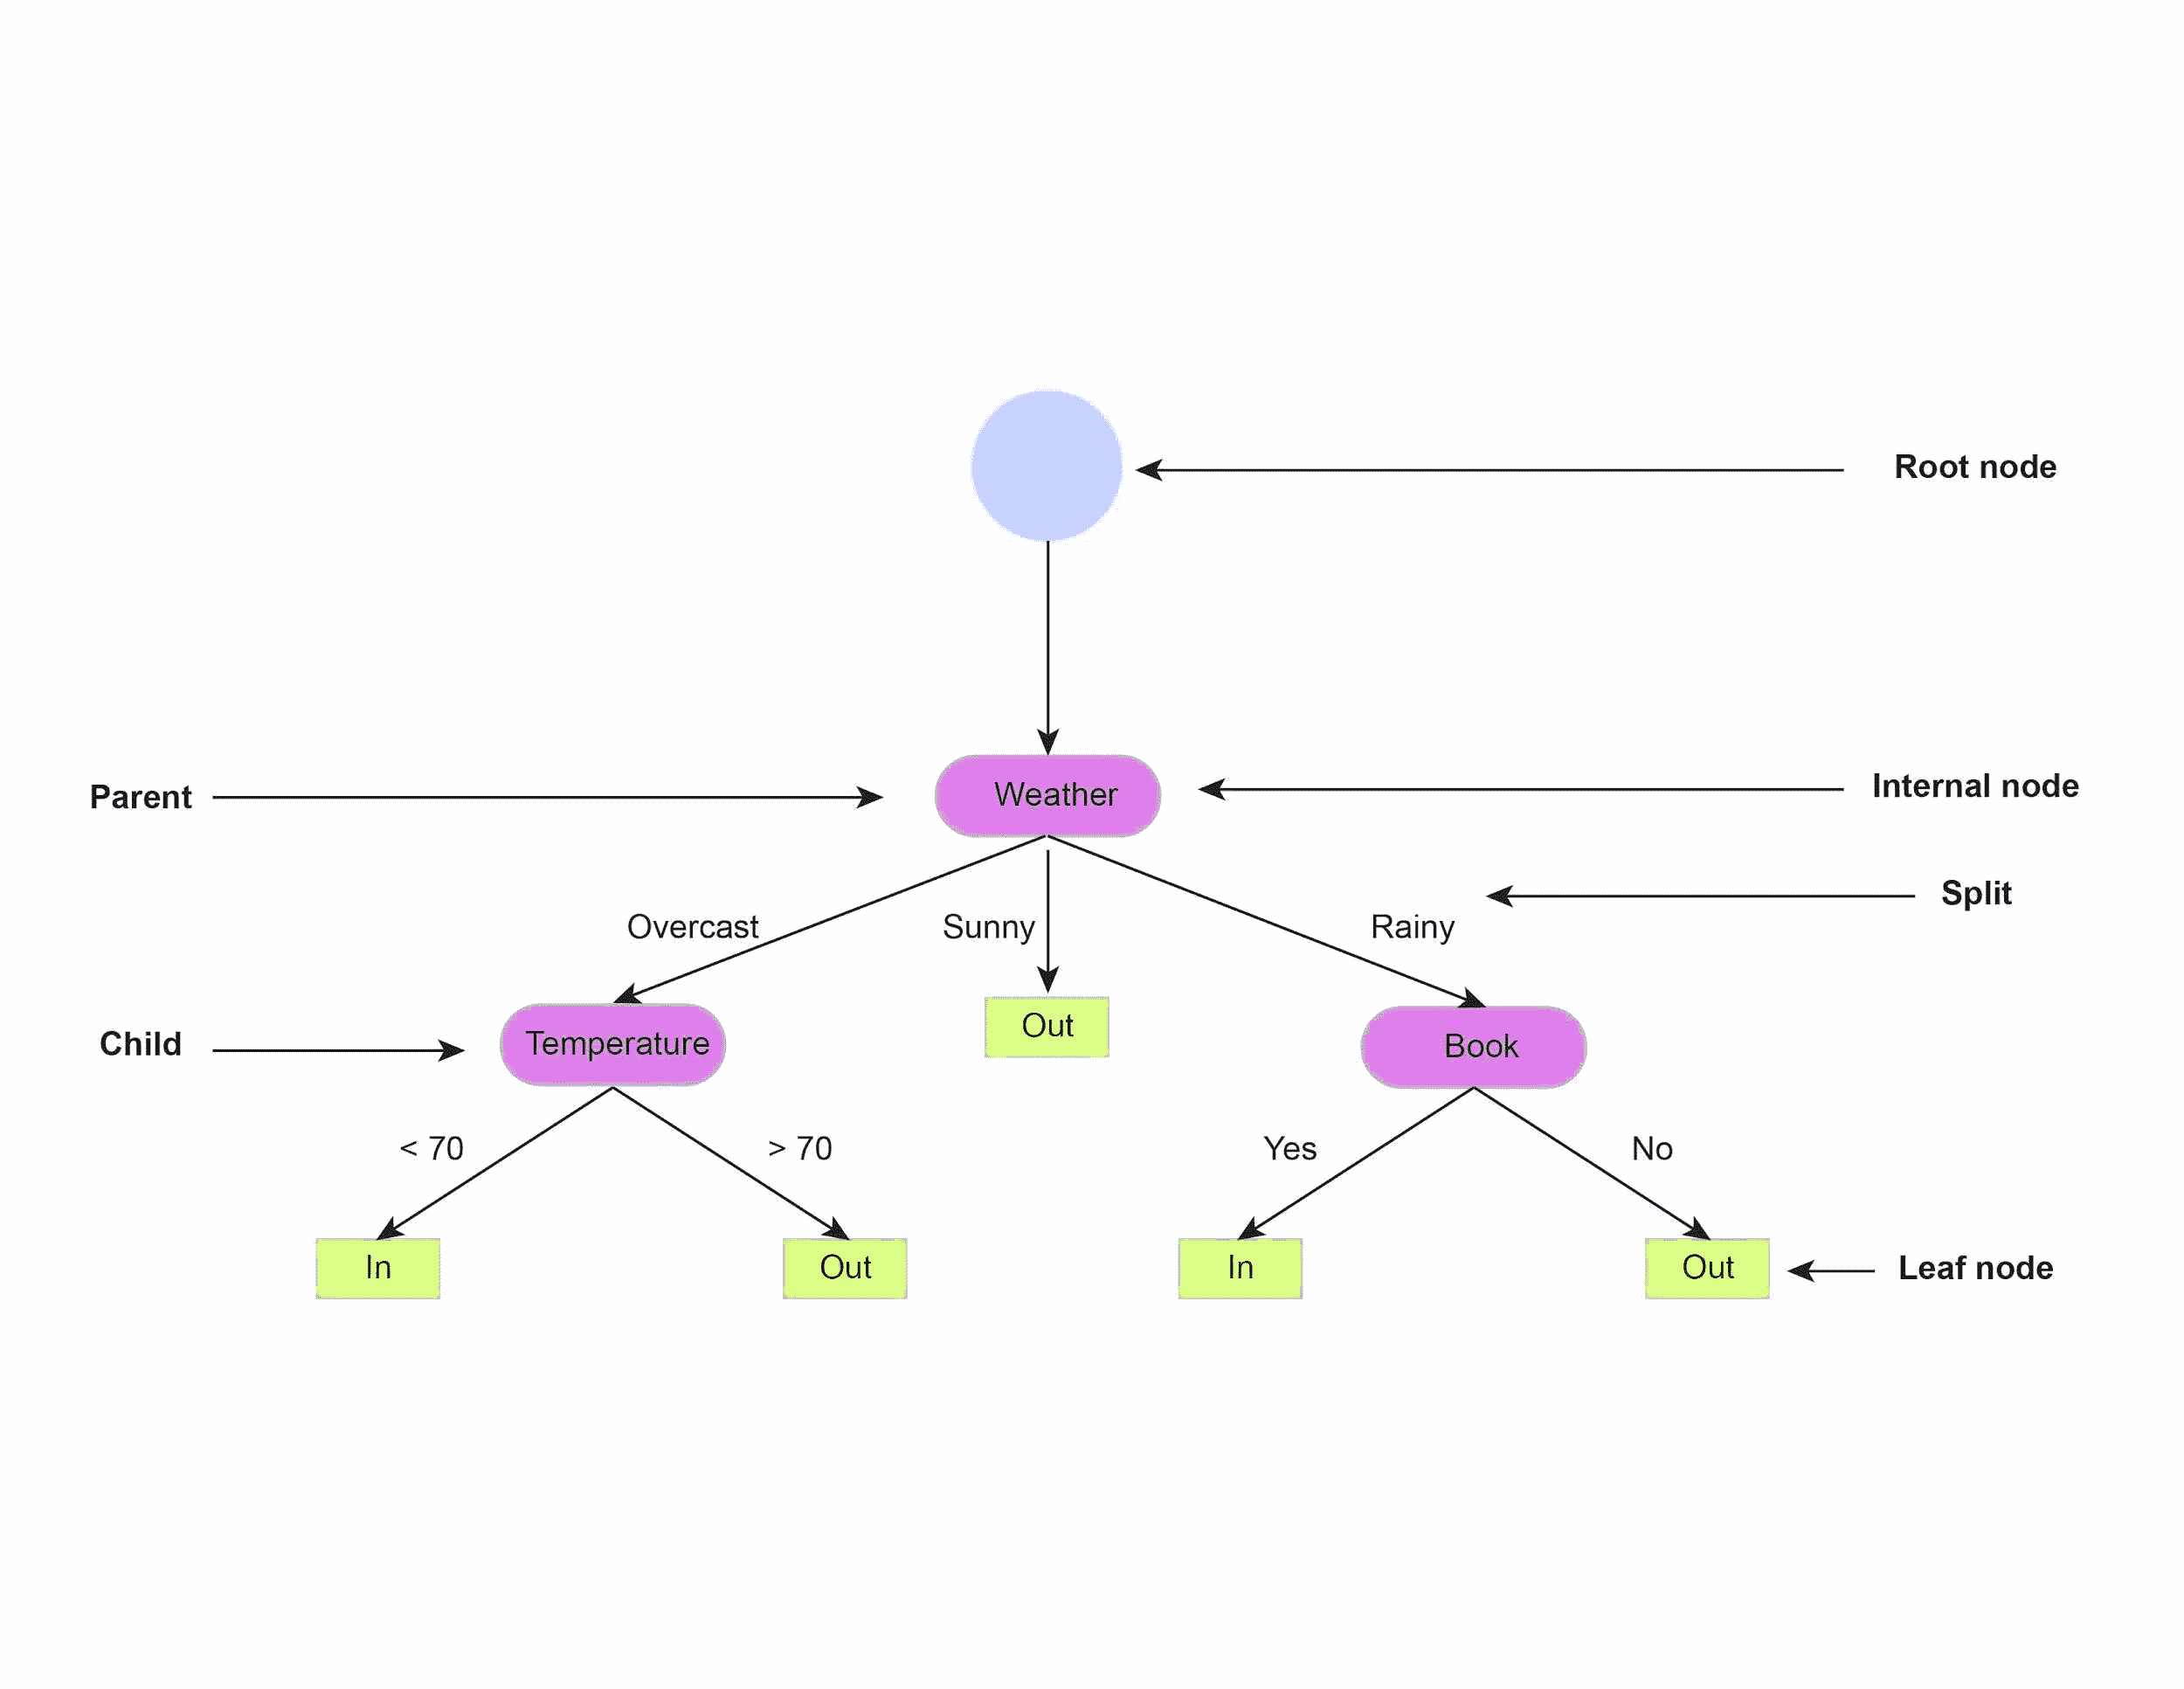 Root node
Parent
Weather
Internal node
Split
Overcast
Sunny
Rainy
Child
Temperature
Out
Book
< 70
> 70
Yes
No
In
Out
In
Out
Leaf node